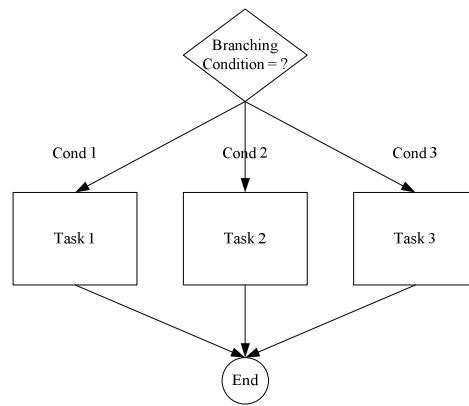 Branching
Condition = ?
Cond 1
Cond 2
Cond 3
Task 1
Task 2
Task 3
End